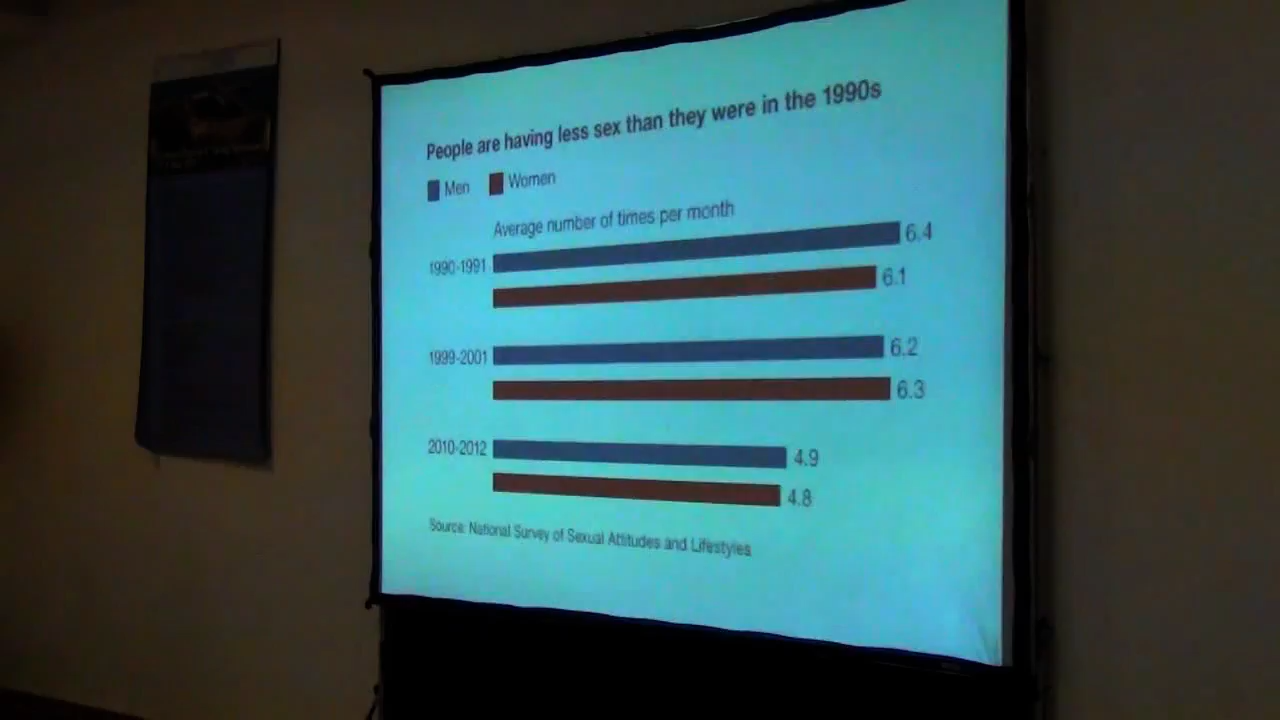 People are having less sex than they were in the 1990s
Men Women
Average number of times per month
1990-1991 6.4
6.1
1999-2001 6.2
6.3
2010-2012 4.9
4.8
Source: National Survey of Sexual Attitudes and Lifestyles